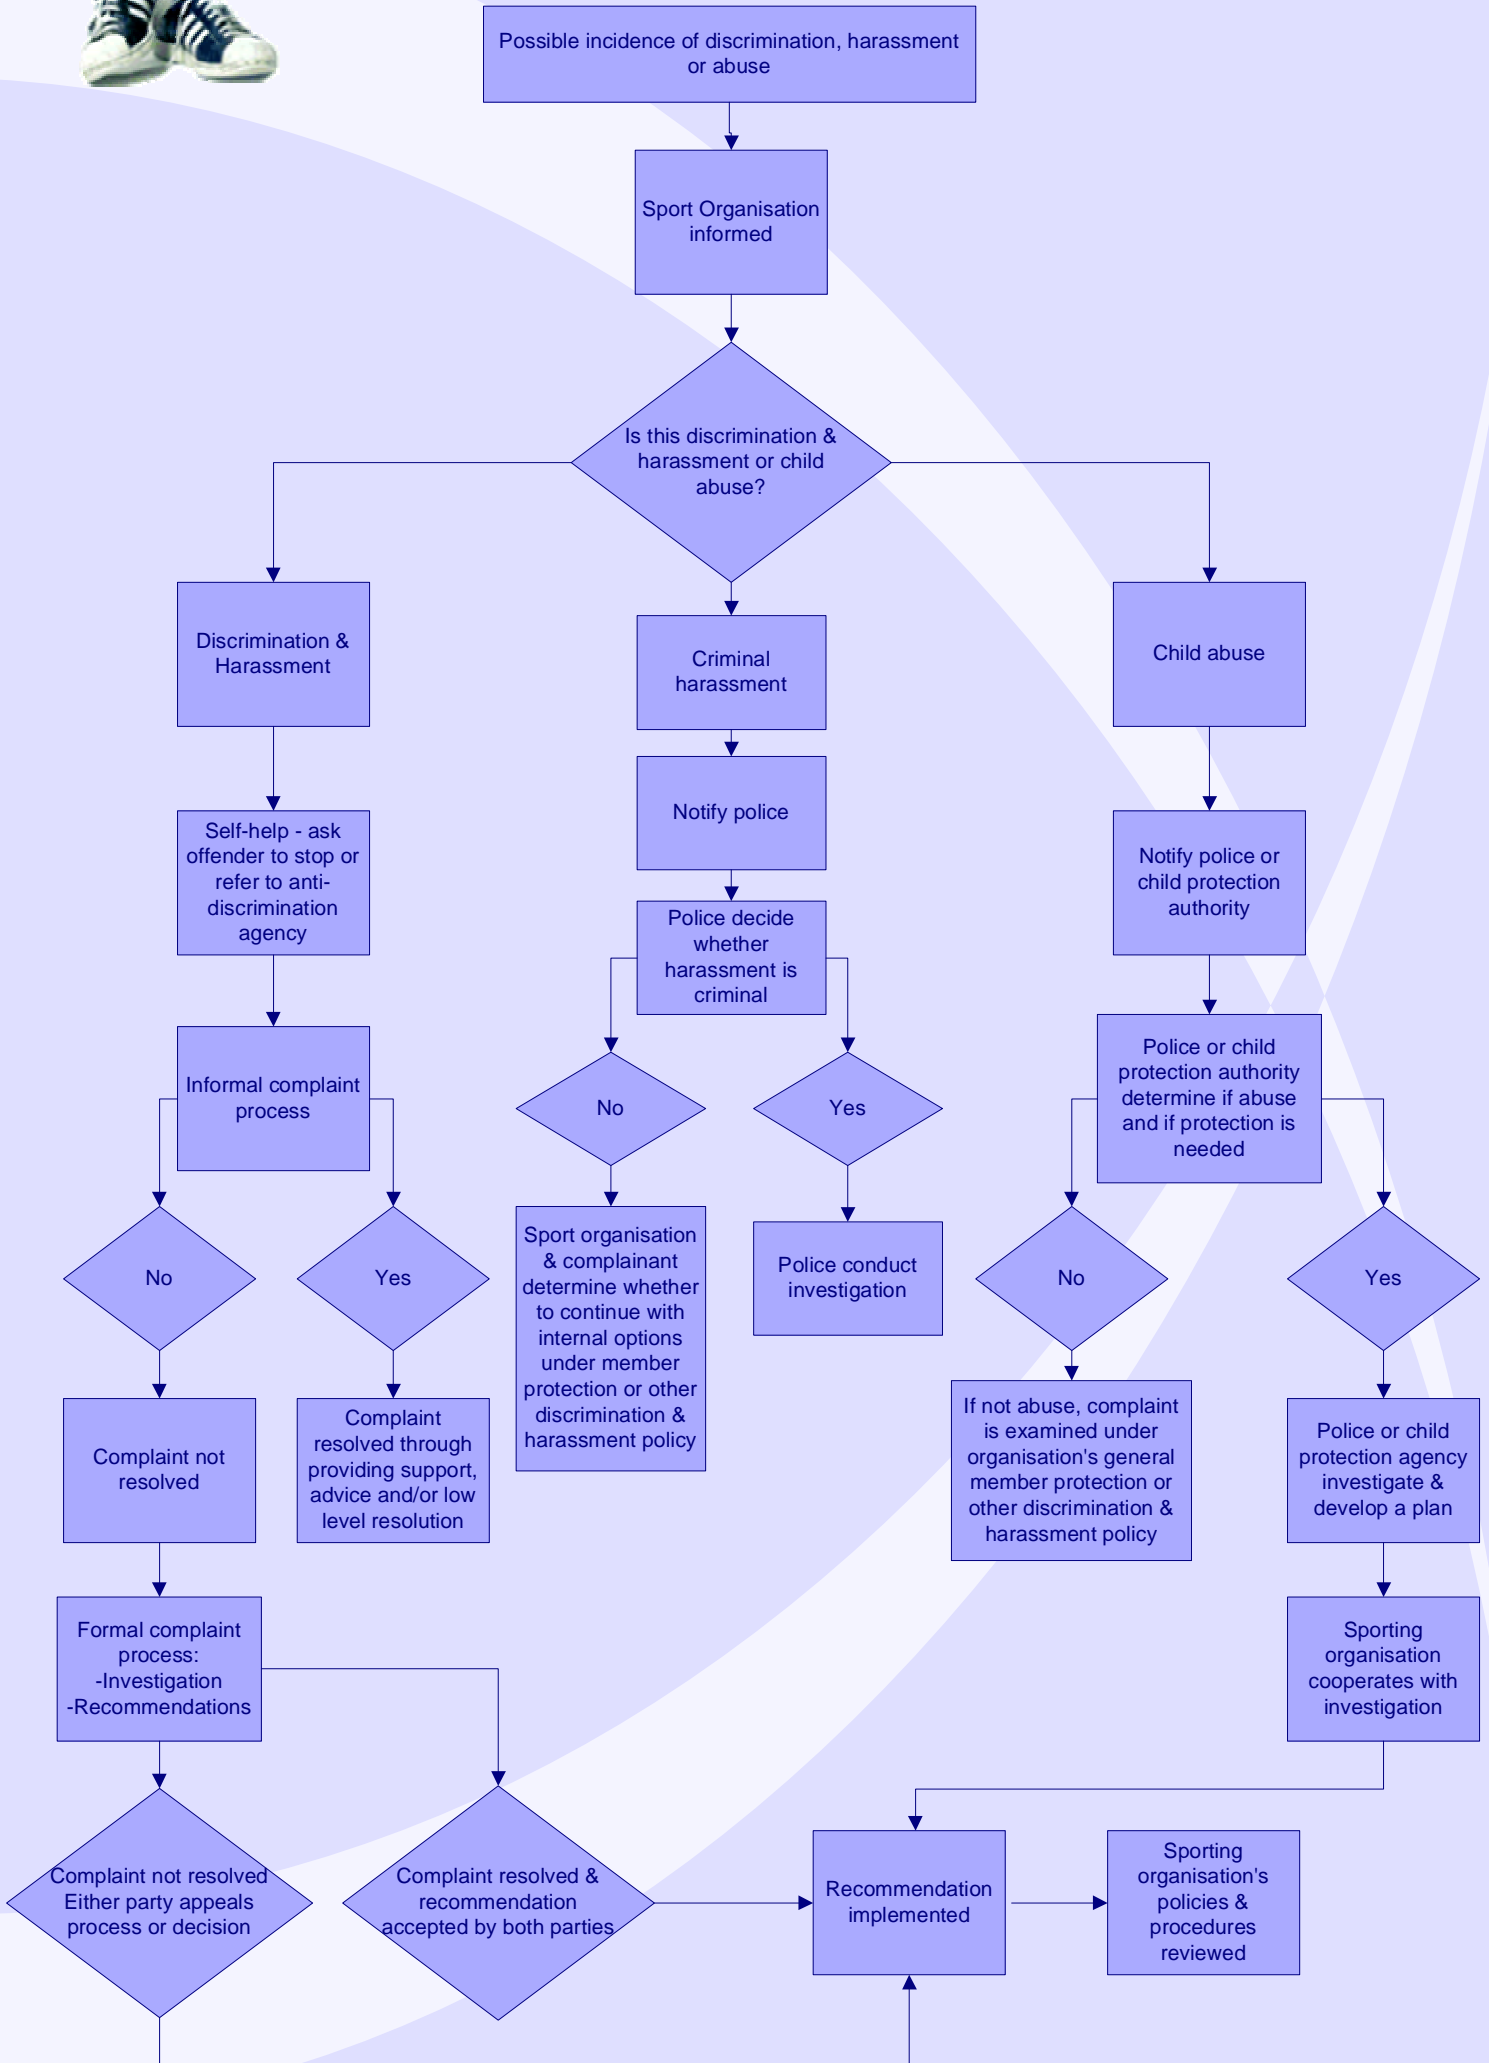 Possible incidence of discrimination, harassment
or abuse
Sport Organisation
informed
Is this discrimination &
harassment or child
abuse?
Discrimination &
Harassment
Criminal
harassment
Child abuse
Notify police
Self-help - ask
offender to stop or
refer to anti-
discrimination
agency
Notify police or
child protection
authority
Police decide
whether
harassment is
criminal
Informal complaint
process
Police or child
protection authority
determine if abuse
and if protection is
needed
No
Yes
No
Yes
No
Yes
Sport organisation
& complainant
determine whether
to continue with
internal options
under member
protection or other
discrimination &
harassment policy
Police conduct
investigation
Complaint not
resolved
Complaint
resolved through
providing support,
advice and/or low
level resolution
If not abuse, complaint
is examined under
organisation's general
member protection or
other discrimination &
harassment policy
Police or child
protection agency
investigate &
develop a plan
Formal complaint
process:
-Investigation
-Recommendations
Sporting
organisation
cooperates with
investigation
Complaint not resolved
Either party appeals
process or decision
Complaint resolved &
recommendation
accepted by both parties
Recommendation
implemented
Sporting
organisation's
policies &
procedures
reviewed